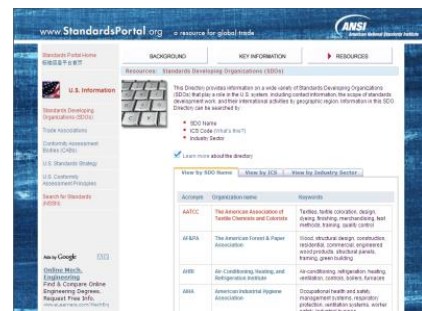 www.StandardsPortal.org a resource for global trade
ANSI
American National Standards Institute
Standards Portal Home
BACKGROUND
KEY INFORMATION
RESOURCES
Resources: Standards Developing Organizations (SDOs)
U.S. Information
Standards Developing
Organizations (SDOs)
Trade Associations
Conformity Assessment
Bodies (CABs)
U.S. Standards Strategy
U.S. Conformity
Assessment Principles
Search for Standards
(NSSN)
Ads by Google
Online Mech.
Engineering
Find & Compare Online
Engineering Degrees.
Request Free Info.
This Directory provides information on a wide variety of Standards Developing Organizations
(SDOs) that play a role in the U.S. system, including contact information, the scope of standards
development work, and their international activities by geographic region. Information in this SDO
Directory can be searched by:
SDO Name
ICS Code (What's this?)
Industry Sector
Learn more about the directory
View by SDO Name
View by ICS
View by Industry Sector
Acronym Organization name Keywords
AATCC The American Association of Textiles, textile coloration, design,
Textile Chemists and Colorists dyeing, finishing, merchandising, test
methods, training, quality control
AF&PA The American Forest & Paper Wood, structural design, construction,
Association residential, commercial, engineered
wood products, structural panels,
framing, green building
AHRI Air-Conditioning, Heating, and Air-conditioning, refrigeration, heating,
Refrigeration Institute ventilation, controls, boilers, furnaces
AIHA American Industrial Hygiene Occupational health and safety,
Association management systems, respiratory
protection, ventilation systems, worker